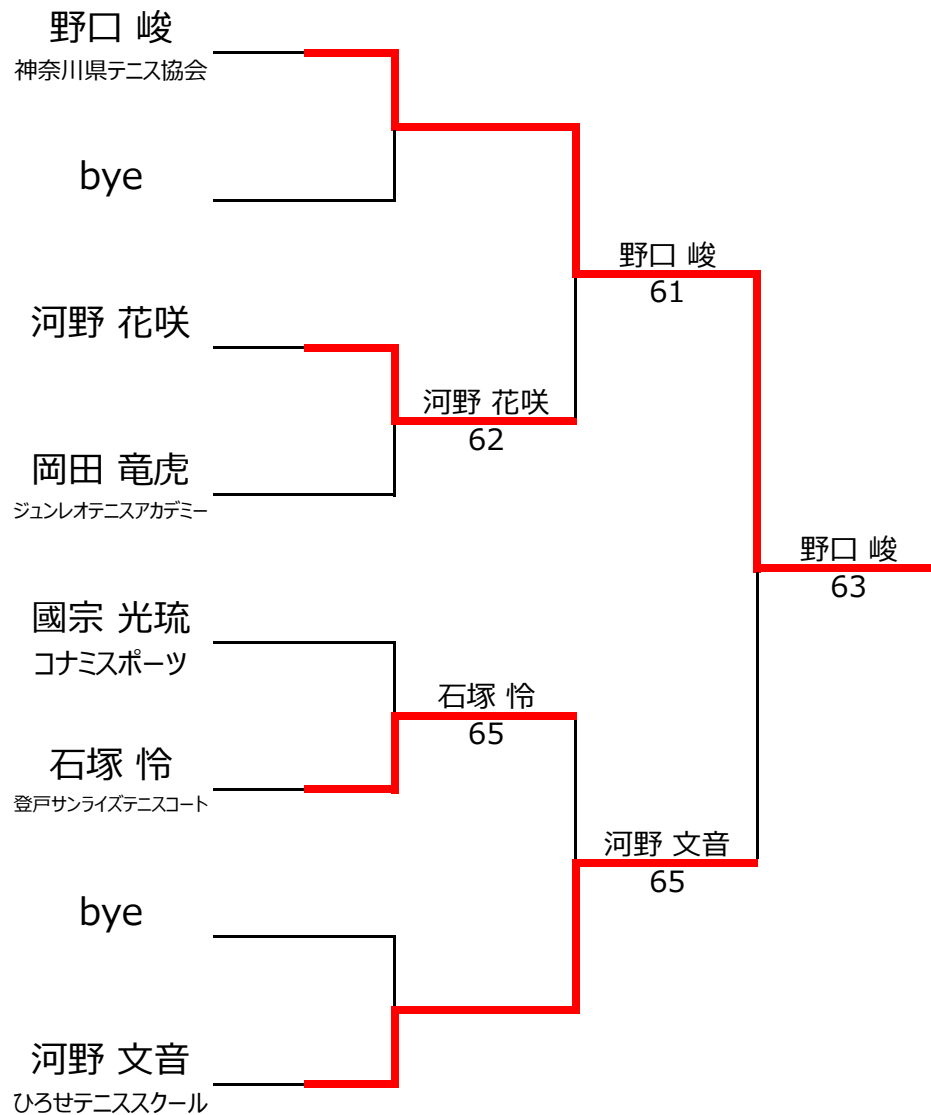 野口 峻
神奈川県テニス協会
bye
河野 花咲
岡田 竜虎
ジュンレオテニスアカデミー
國宗 光琉
コナミスポーツ
石塚 怜
登戸サンライズテニスコート
bye
河野 文音
ひろせテニススクール
河野 花咲
62
石塚 怜
65
野口 峻
61
河野 文音
65
野口 峻
63